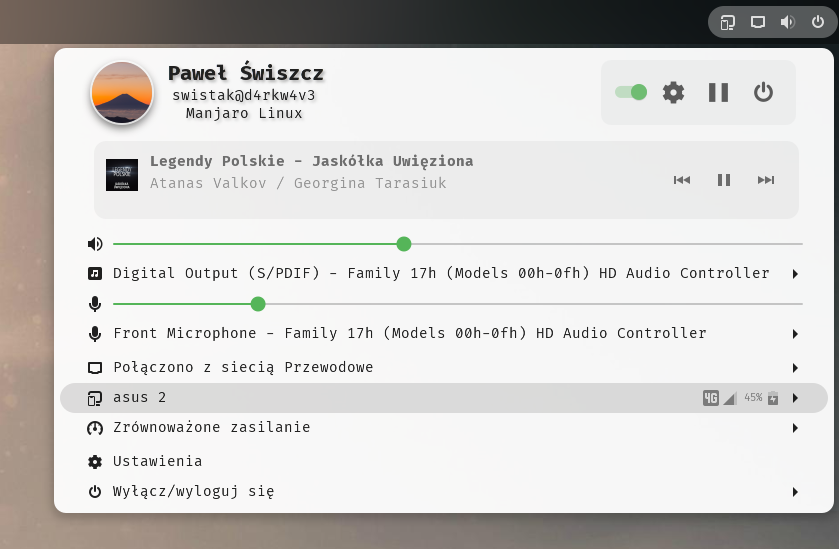 Paweł Świszcz
swistak@d4rkw4v3
Manjaro Linux
LEGENDY
POLSKIE
Legendy Polskie - Jaskółka Uwięziona
Atanas Valkov / Georgina Tarasiuk
Digital Output (S/PDIF) - Family 17h (Models 00h-0fh) HD Audio Controller
Front Microphone - Family 17h (Models 00h-0fh) HD Audio Controller
Połączono z siecią Przewodowe
asus 2 4G 45%
Zrównoważone zasilanie
Ustawienia
Wyłącz/wyloguj się